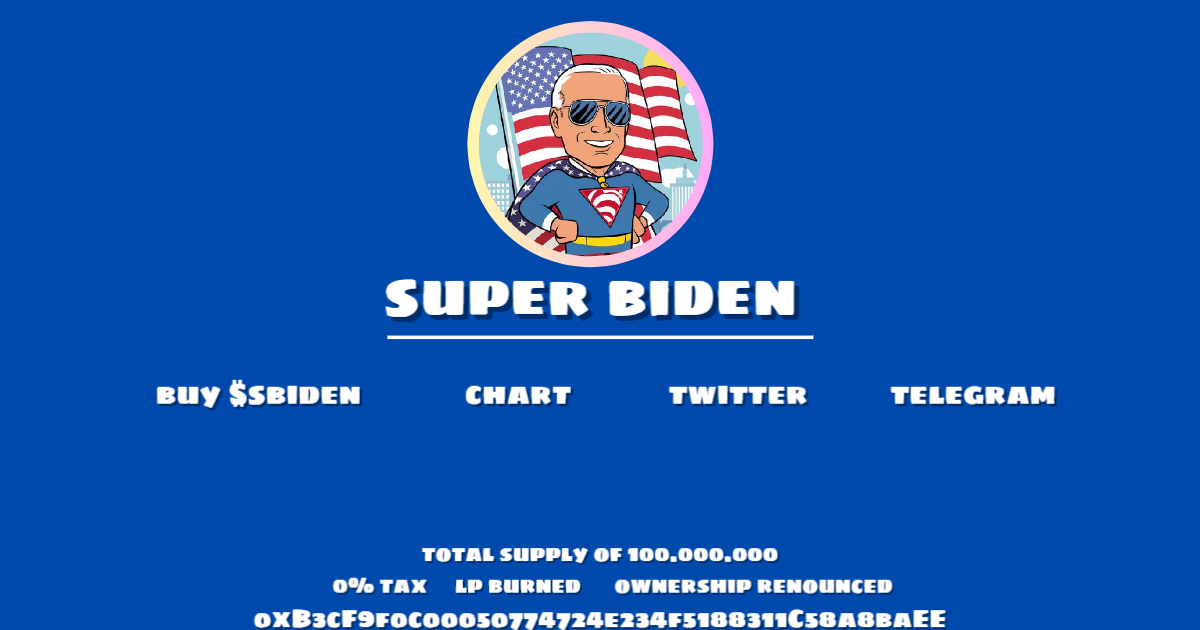 SUPER BIDEN
BUY $SBIDEN CHART TWITTER TELEGRAM
TOTAL SUPPLY OF 100.000.000
0% TAX LP BURNED OWNERSHIP RENOUNCED
0xB3cF9f0c00050774724e234f5188311C58a8baEE